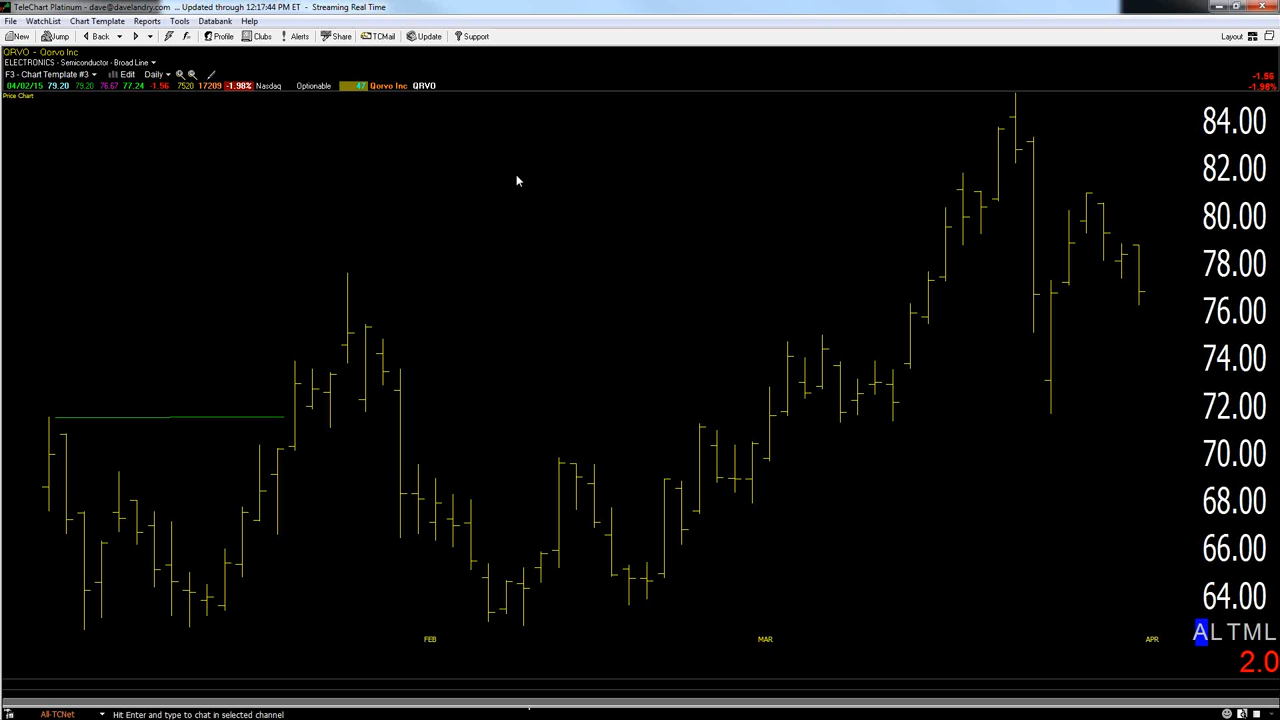 TeleChart Platinum - dave@davelandry.com ... Updated through 12:17:44 PM ET - Streaming Real Time
File WatchList Chart Template Reports Tools Databank Help
New Jump Back Profile Clubs Alerts Share TCMail Update Support Layout
QRVO - Qorvo Inc
ELECTRONICS - Semiconductor - Broad Line
F3 - Chart Template #3 Edit Daily -1.56
04/02/15 79.20 79.20 76.67 77.24 -1.56 7520 17209 -1.98% Nasdaq Optionable 47 Qorvo Inc QRVO -1.98%
Price Chart
84.00
82.00
80.00
78.00
76.00
74.00
72.00
70.00
68.00
66.00
64.00
ALTML
FEB MAR APR
2.0
All-TCNet Hit Enter and type to chat in selected channel